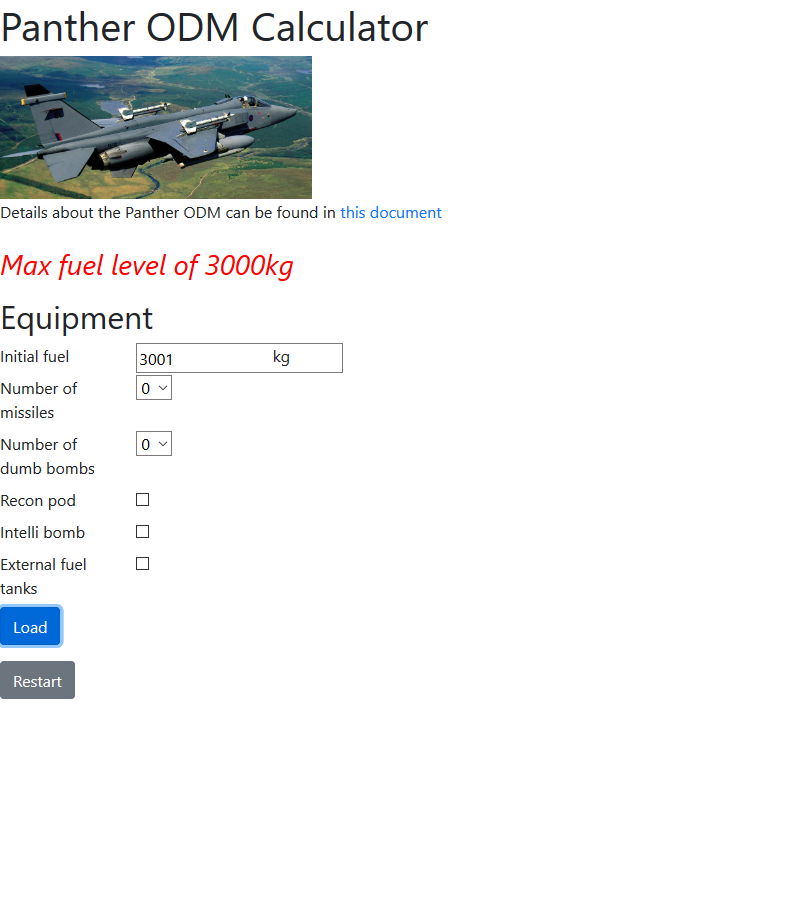 Panther ODM Calculator
Details about the Panther ODM can be found in this document
Max fuel level of 3000kg
Equipment
Initial fuel 3001 kg
Number of 0
missiles
Number of 0
dumb bombs
Recon pod
Intelli bomb
External fuel
tanks
Load
Restart